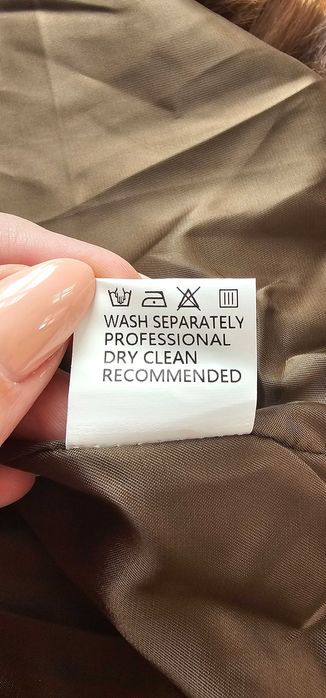 WASH SEPARATELY
PROFESSIONAL
DRY CLEAN
RECOMMENDED